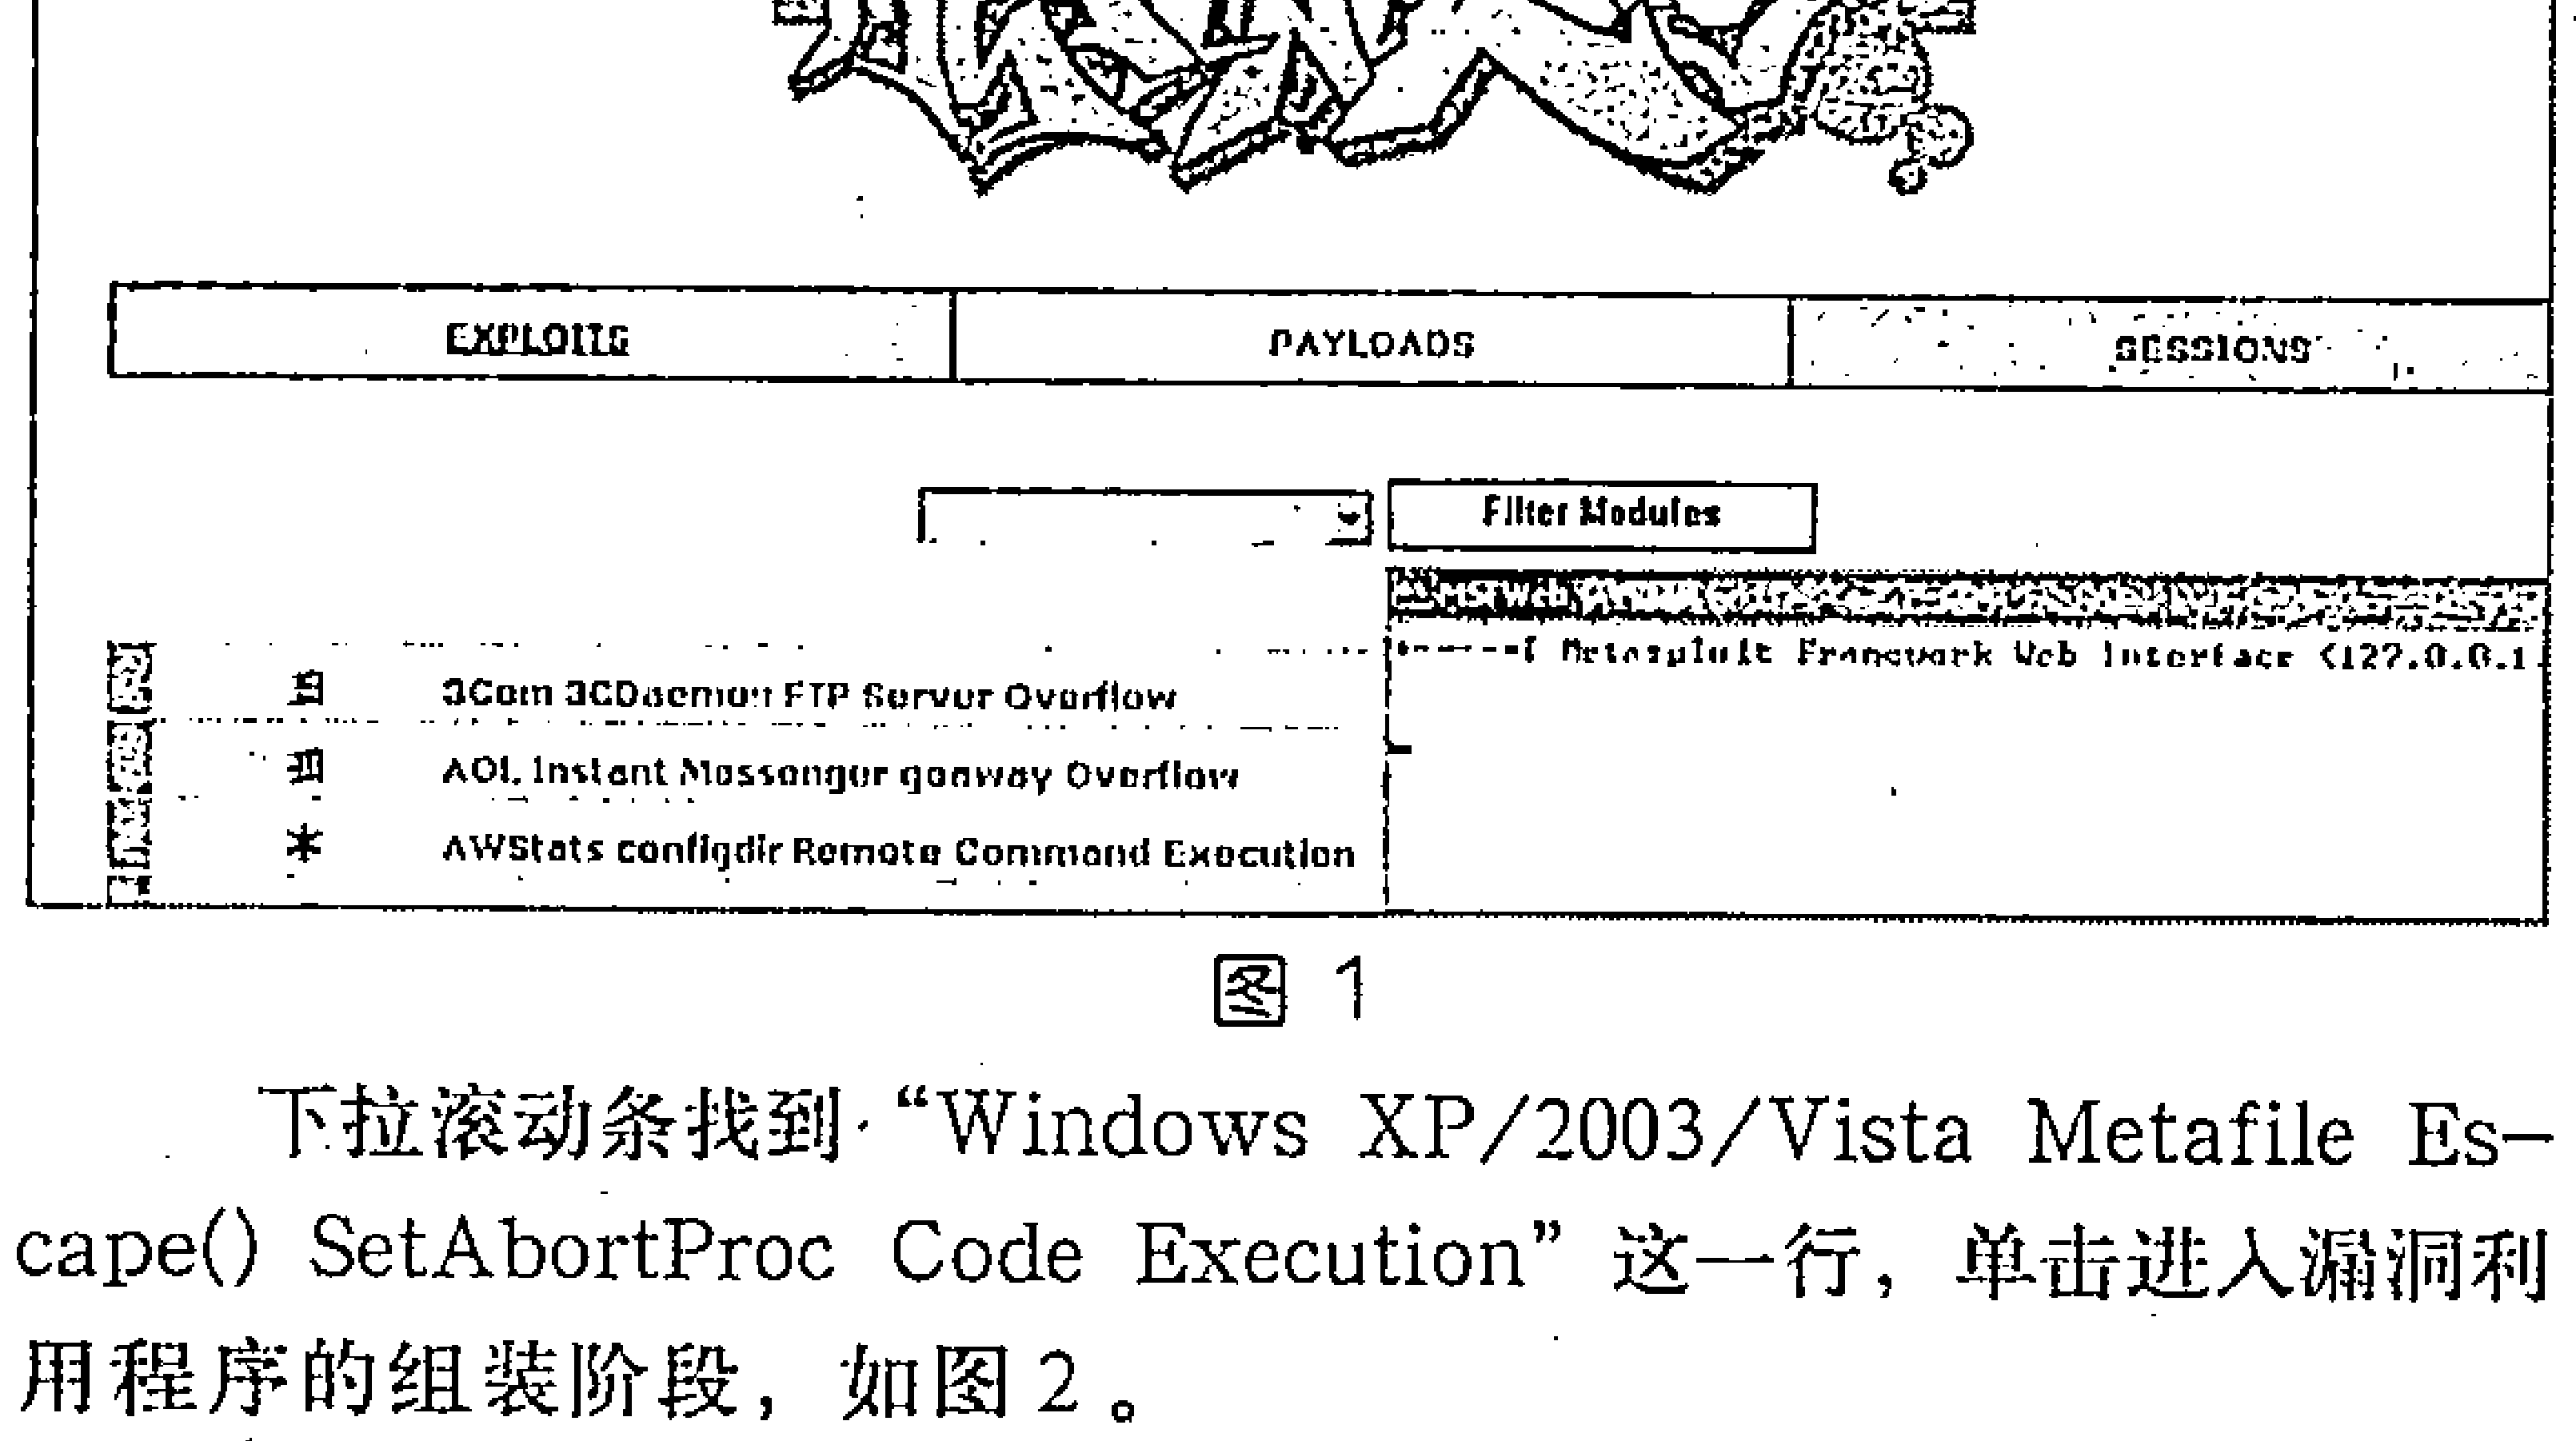 EXPLOITS PAYLOADS SESSIONS
Filter Modules
MSFWeb
+----=[ Metasploit Framework Web Interface (127.0.0.1
3Com 3CDaemon FTP Server Overflow
AOL Instant Messenger goaway Overflow
AWStats configdir Remote Command Execution
图 1
下拉滚动条找到 “Windows XP/2003/Vista Metafile Es-
cape() SetAbortProc Code Execution” 这一行，单击进入漏洞利
用程序的组装阶段，如图 2 。